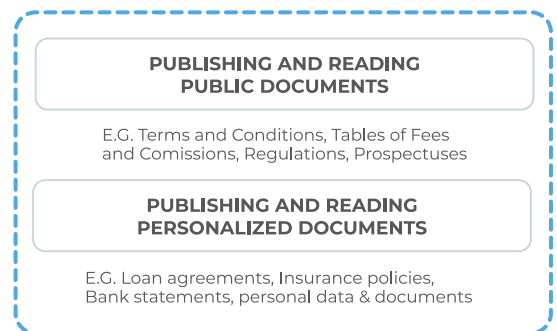 PUBLISHING AND READING
PUBLIC DOCUMENTS
E.G. Terms and Conditions, Tables of Fees
and Comissions, Regulations, Prospectuses
PUBLISHING AND READING
PERSONALIZED DOCUMENTS
E.G. Loan agreements, Insurance policies,
Bank statements, personal data & documents